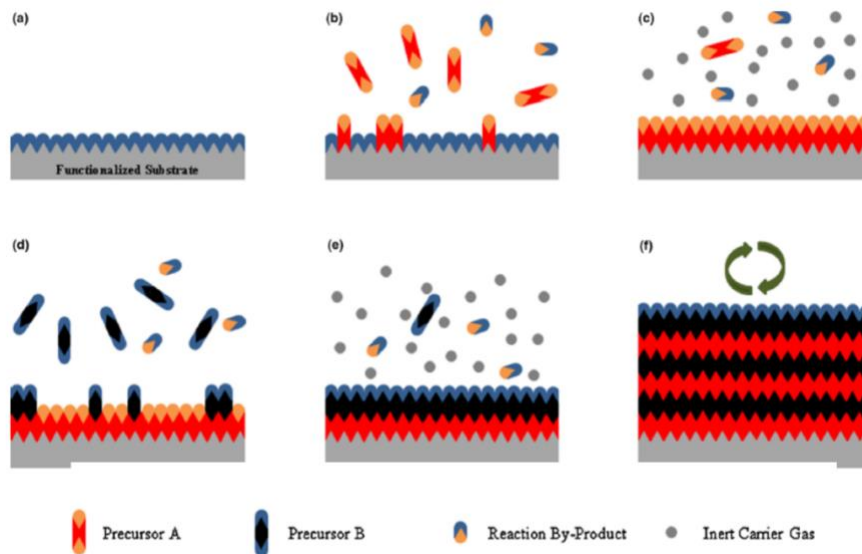 (a)
(b)
(c)
Functionalized Substrate
(d)
(e)
(f)
Precursor A
Precursor B
Reaction By-Product
Inert Carrier Gas